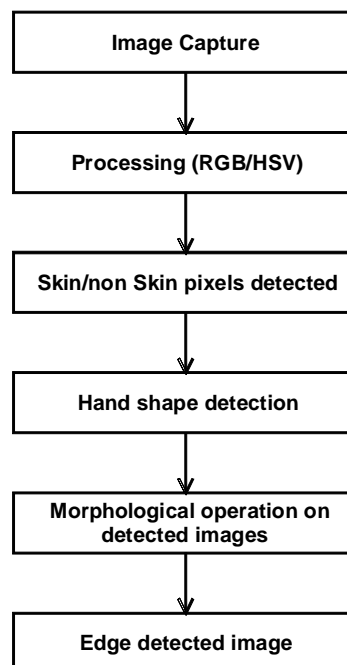 Image Capture
Processing (RGB/HSV)
Skin/non Skin pixels detected
Hand shape detection
Morphological operation on
detected images
Edge detected image